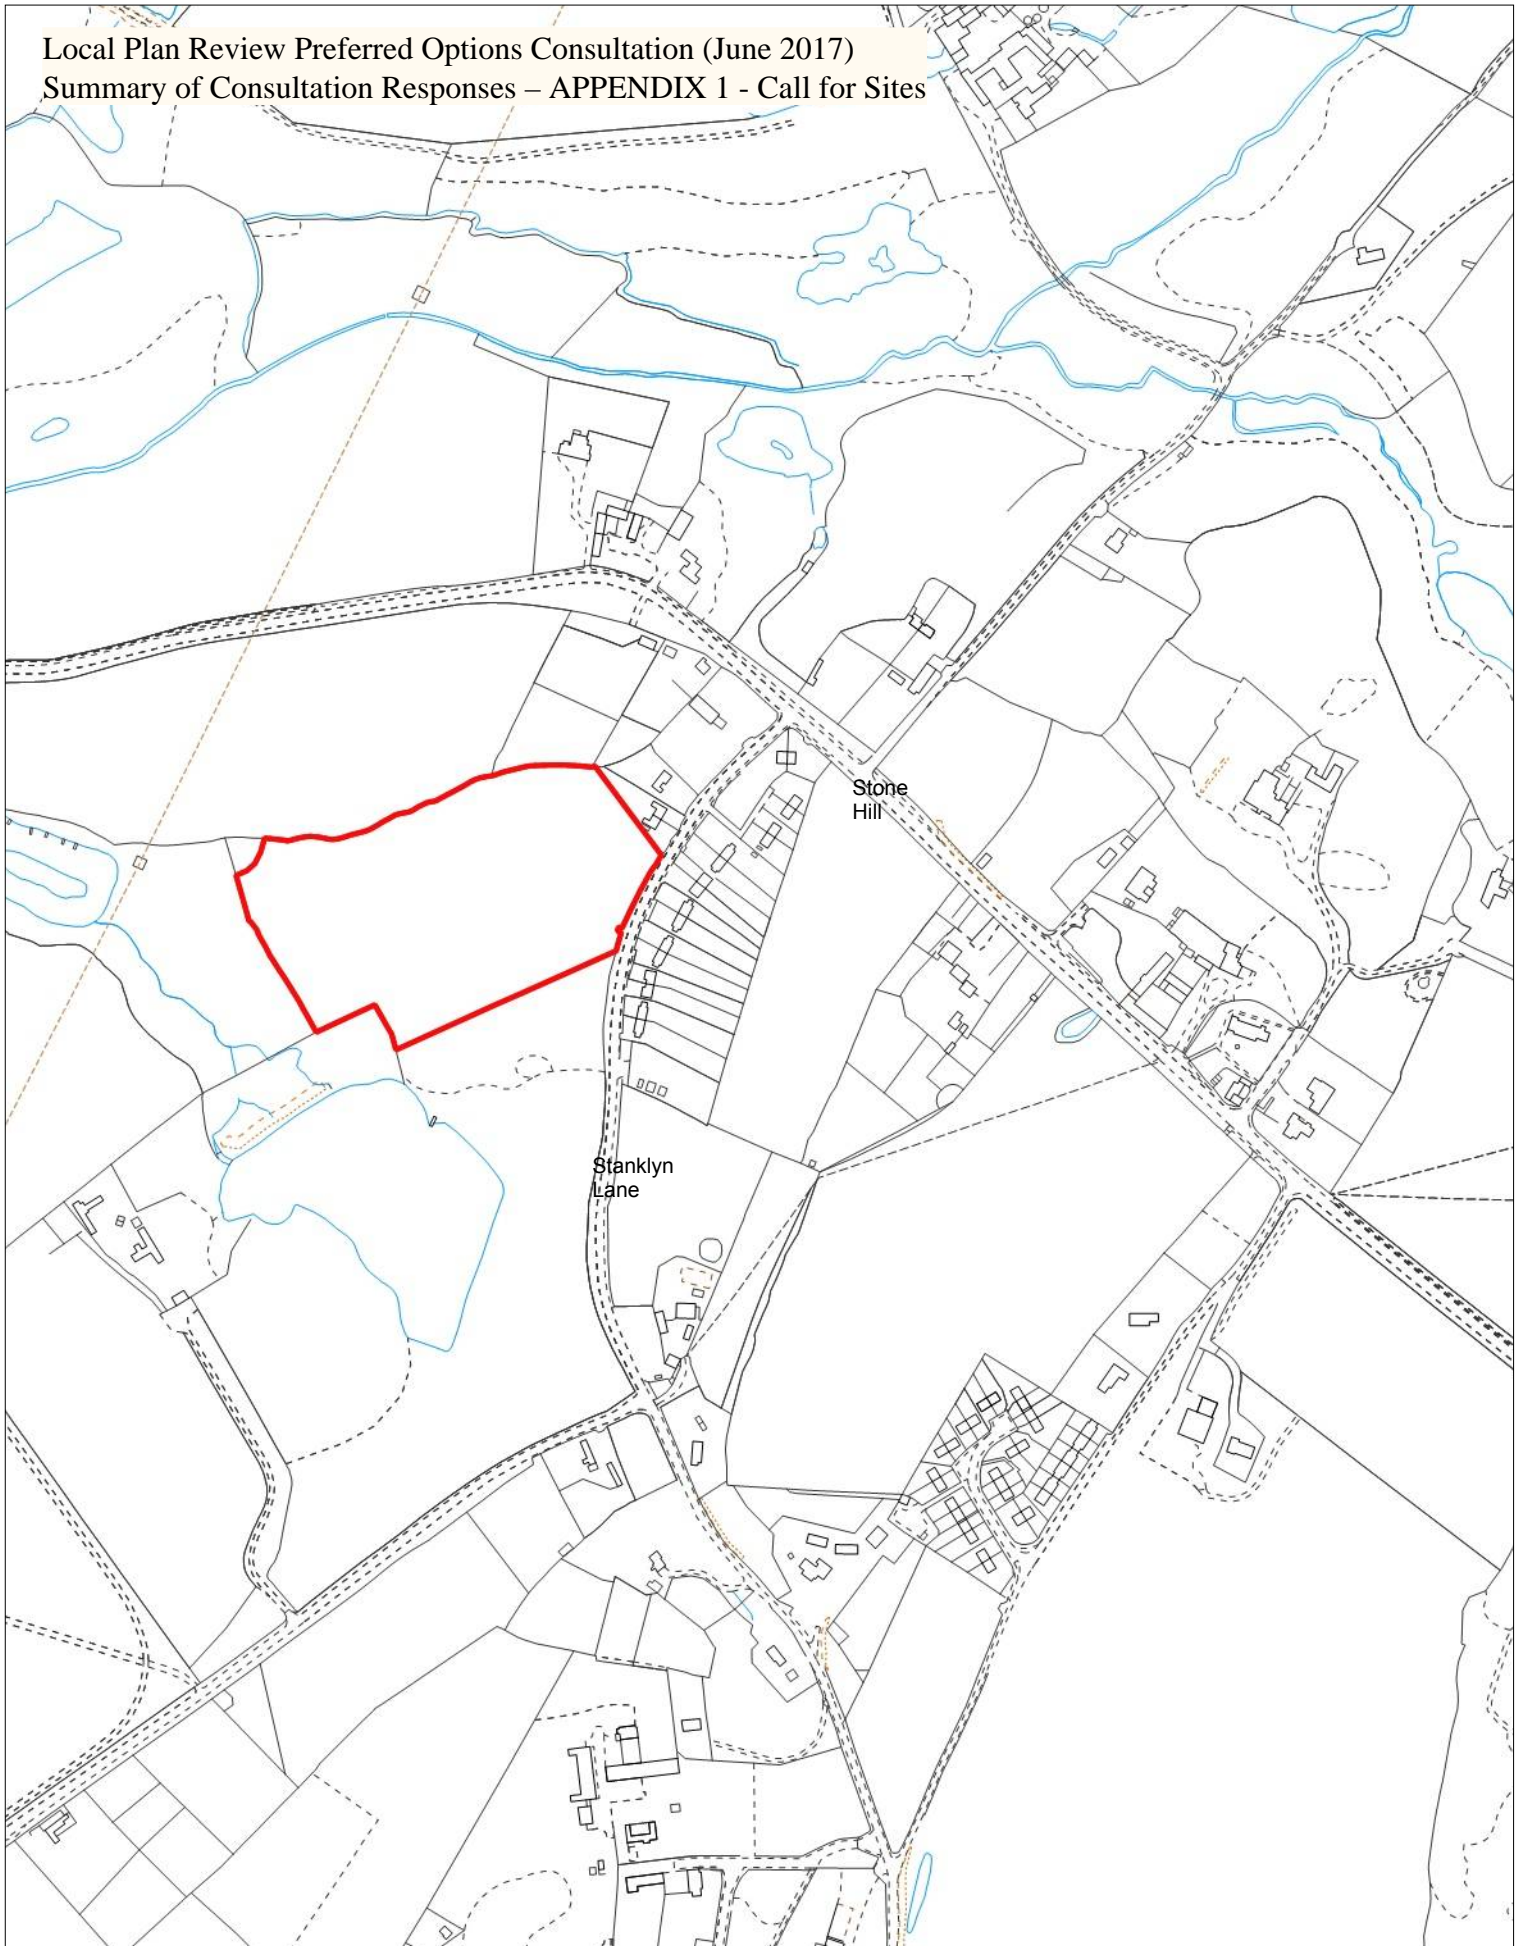 Local Plan Review Preferred Options Consultation (June 2017)
Summary of Consultation Responses – APPENDIX 1 - Call for Sites
Stone
Hill
Stanklyn
Lane